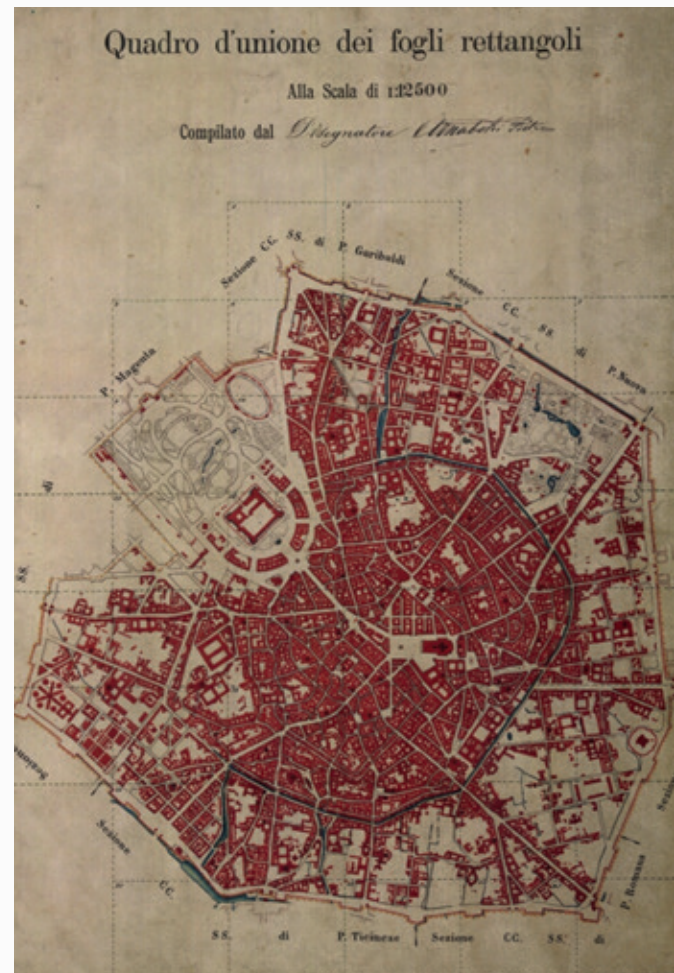 Quadro d'unione dei fogli rettangoli
Alla Scala di 1:12500
Compilato dal Disegnatore
Sezione CC. SS. di P. Garibaldi
Sezione CC. SS. di P. Nuova
P. Magenta
di
SS.
Sezione
Sezione CC.
SS. di P. Ticinese
Sezione CC. SS. di
P. Romana